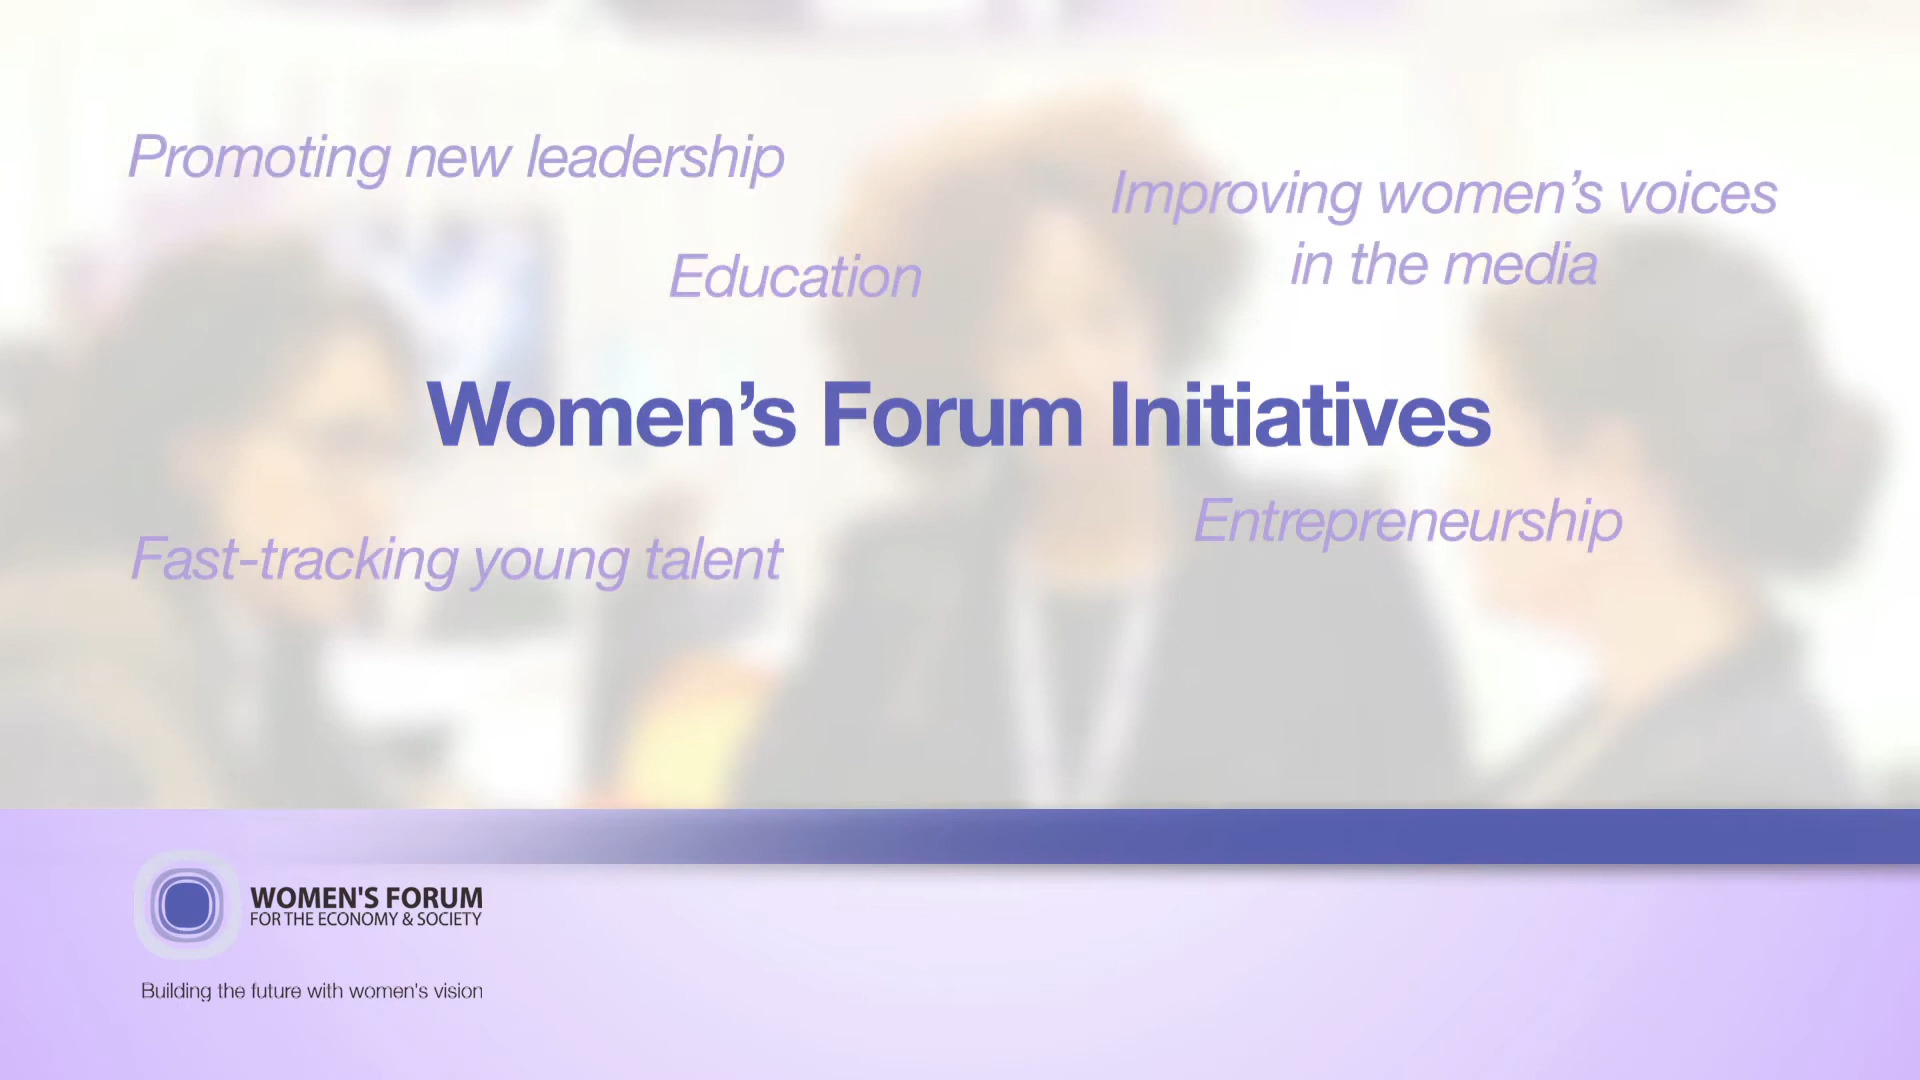 Promoting new leadership
Improving women’s voices
in the media
Education
Women’s Forum Initiatives
Entrepreneurship
Fast-tracking young talent
WOMEN'S FORUM
FOR THE ECONOMY & SOCIETY
Building the future with women's vision